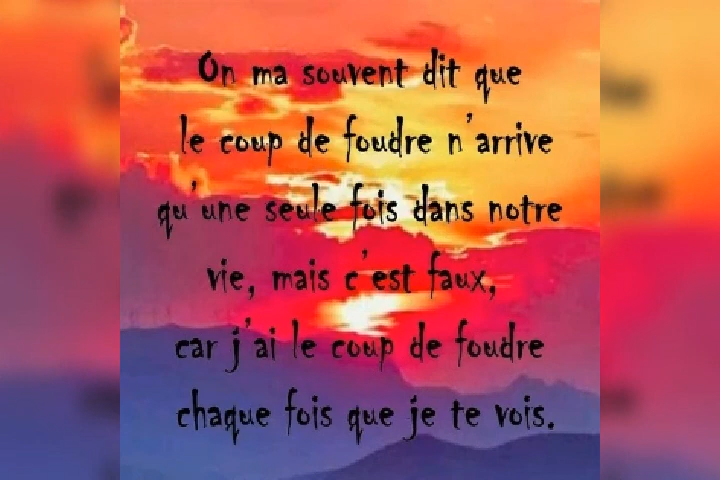 On ma souvent dit que
le coup de foudre n'arrive
qu'une seule fois dans notre
vie, mais c'est faux,
car j'ai le coup de foudre
chaque fois que je te vois.